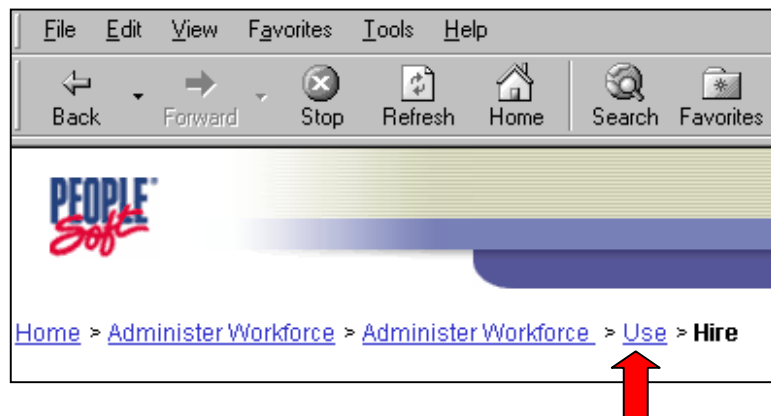 File Edit View Favorites Tools Help
Back Forward Stop Refresh Home Search Favorites
PEOPLE
Soft
Home > Administer Workforce > Administer Workforce > Use > Hire